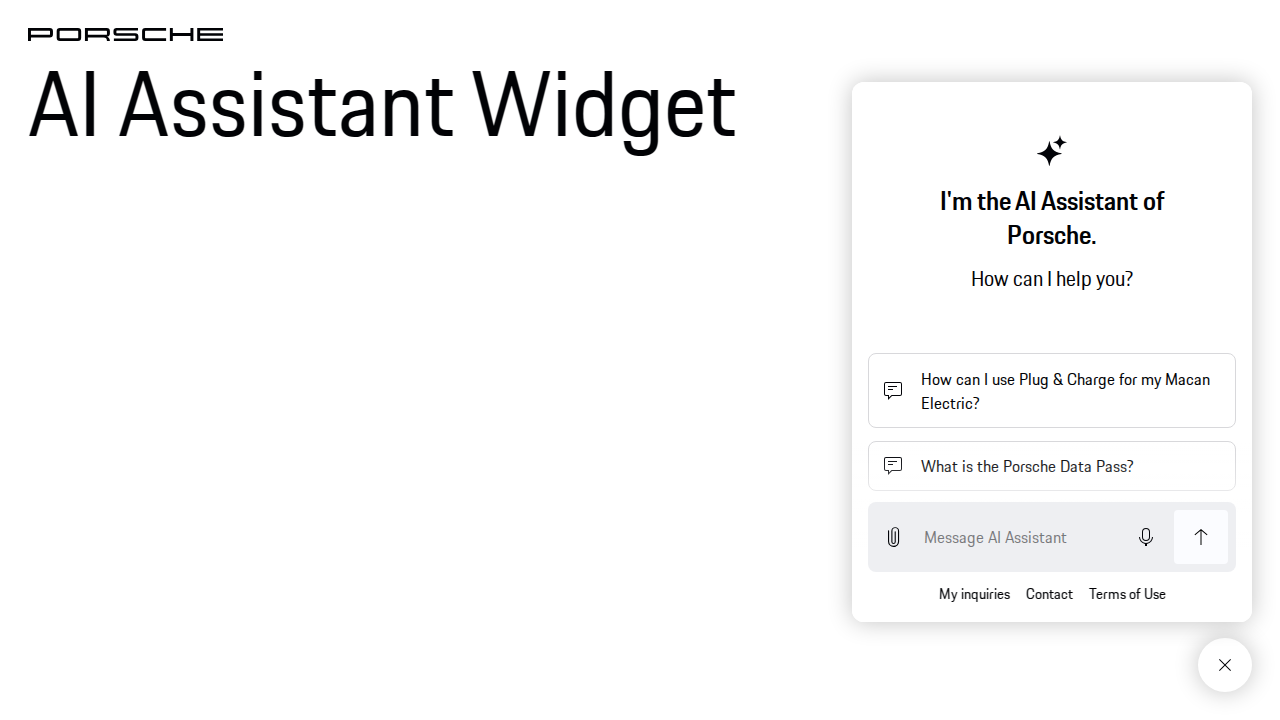 PORSCHE
AI Assistant Widget
I'm the AI Assistant of
Porsche.
How can I help you?
How can I use Plug & Charge for my Macan
Electric?
What is the Porsche Data Pass?
Message AI Assistant
My inquiries Contact Terms of Use